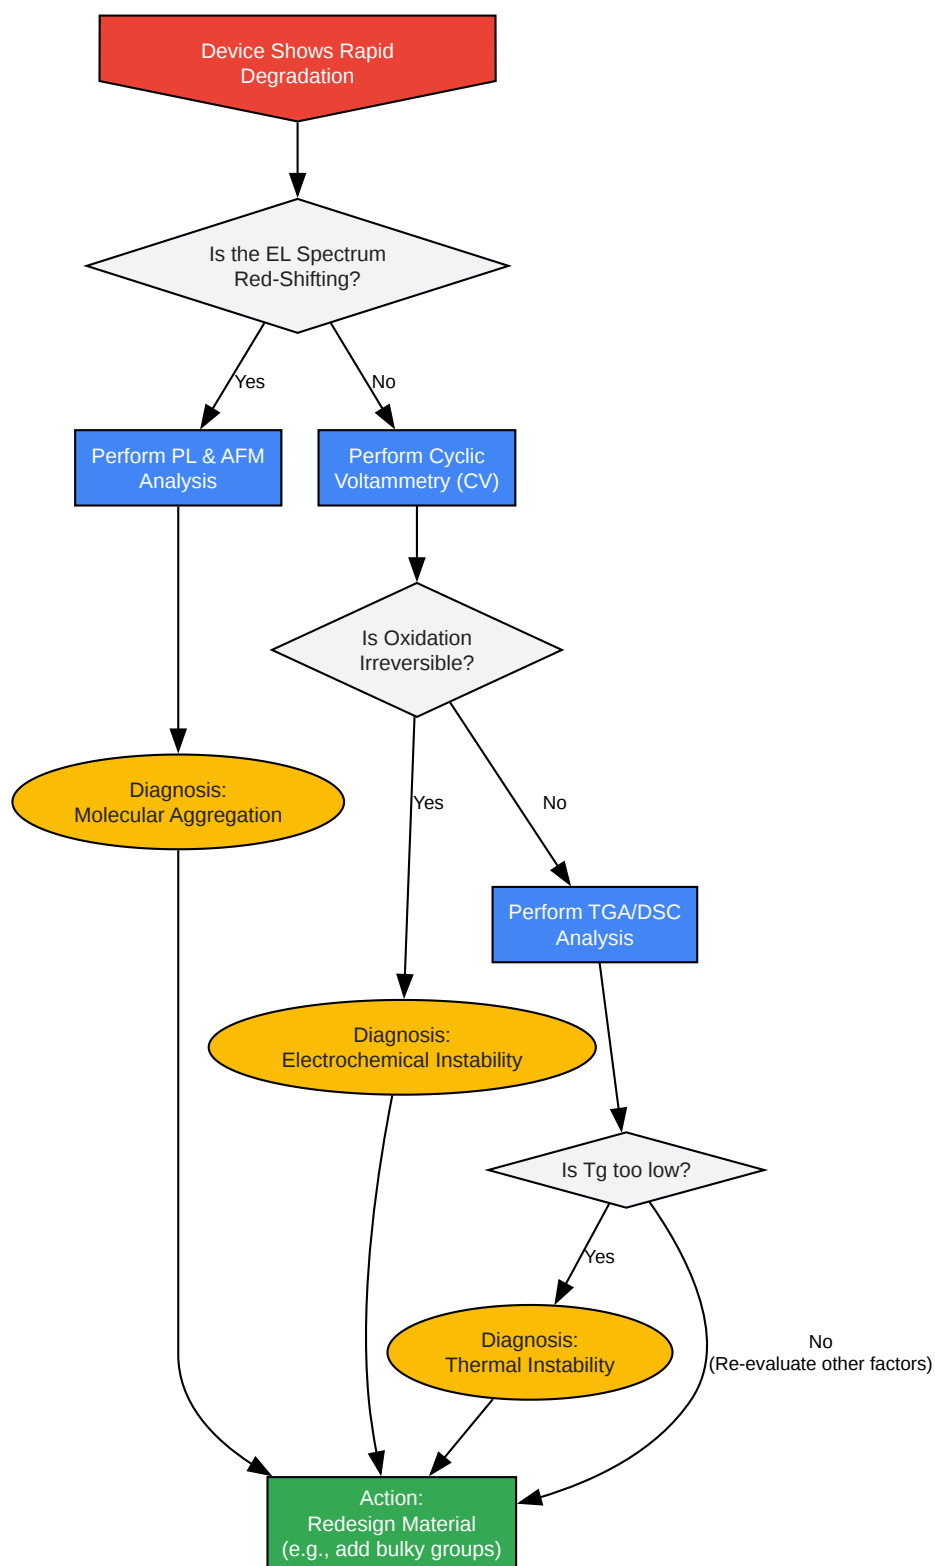 Device Shows Rapid
Degradation
Is the EL Spectrum
Red-Shifting?
Yes
No
Perform PL & AFM
Analysis
Perform Cyclic
Voltammetry (CV)
Is Oxidation
Irreversible?
Diagnosis:
Molecular Aggregation
Yes
No
Perform TGA/DSC
Analysis
Diagnosis:
Electrochemical Instability
Is Tg too low?
Yes
No
(Re-evaluate other factors)
Diagnosis:
Thermal Instability
Action:
Redesign Material
(e.g., add bulky groups)